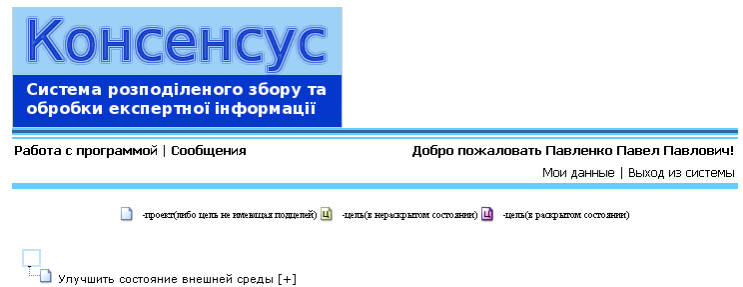 Консенсус
Система розподіленого збору та
обробки експертної інформації
Работа с программой | Сообщения
Добро пожаловать Павленко Павел Павлович!
Мои данные | Выход из системы
-проект(либо цель не имеющая подцелей) Ц -цель(в нераскрытом состоянии) Ц -цель(в раскрытом состоянии)
Улучшить состояние внешней среды [+]